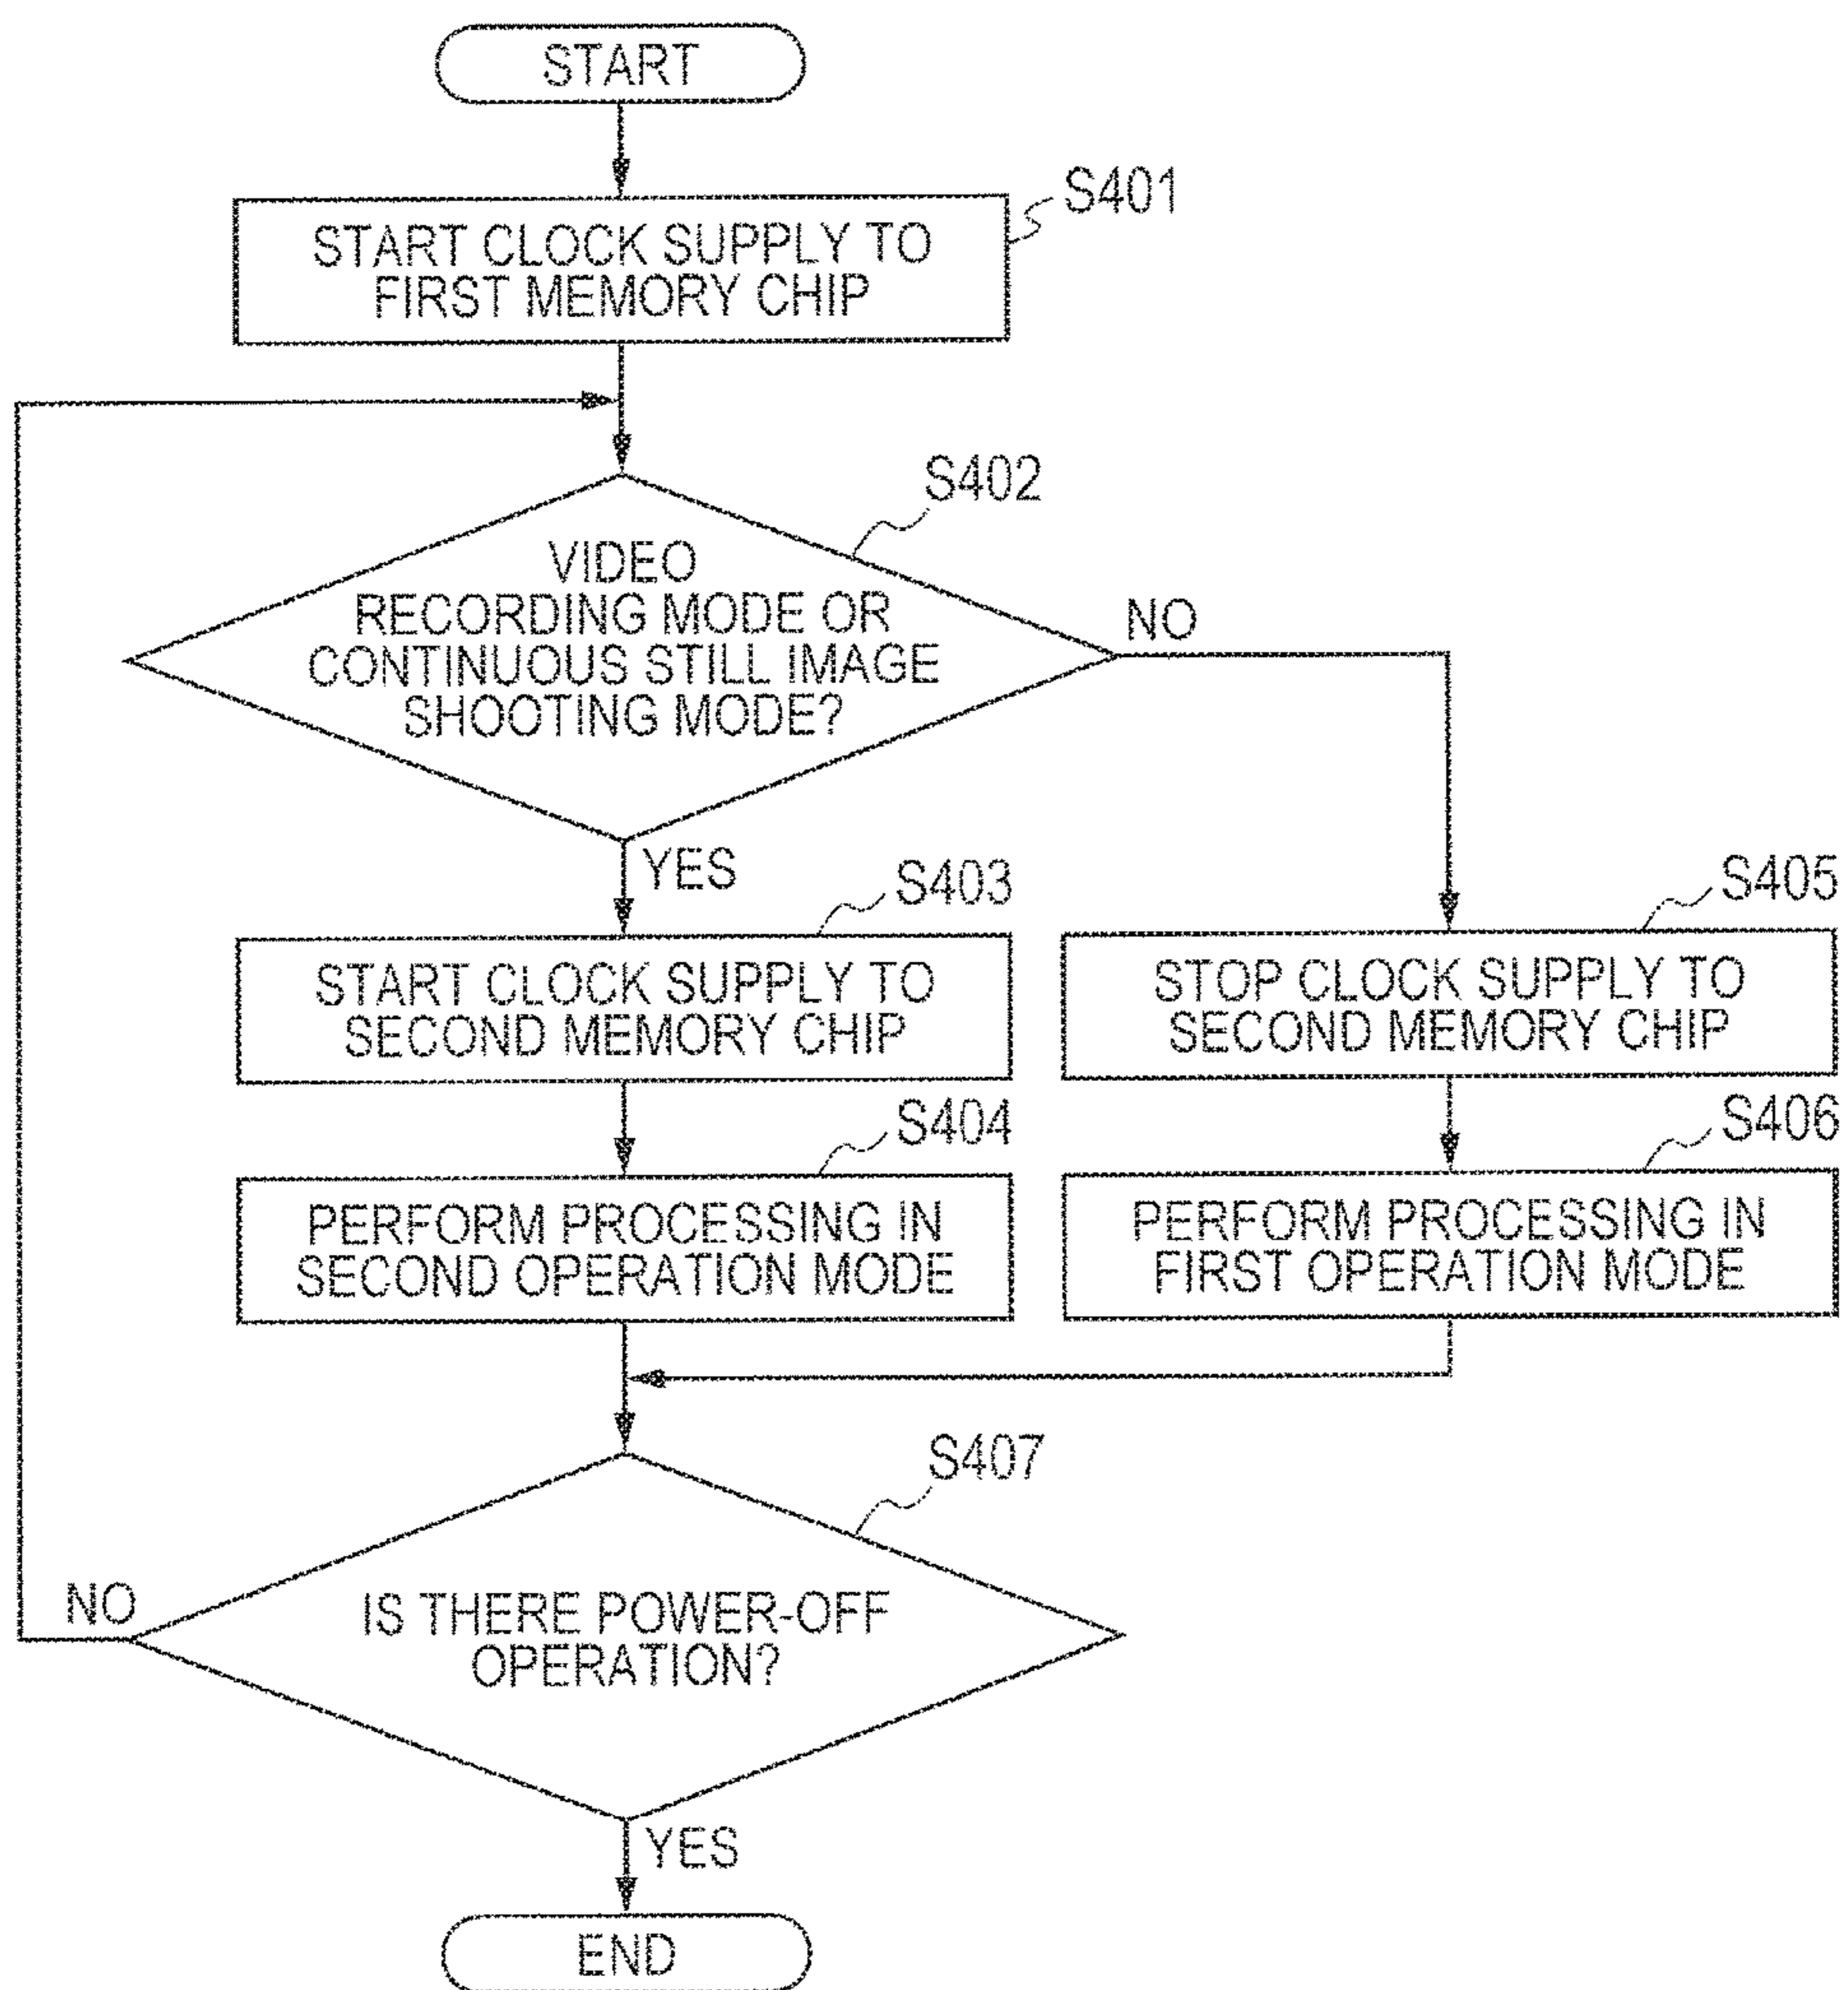 START
S401
START CLOCK SUPPLY TO
FIRST MEMORY CHIP
S402
VIDEO
RECORDING MODE OR
CONTINUOUS STILL IMAGE
SHOOTING MODE?
NO
YES
S403
START CLOCK SUPPLY TO
SECOND MEMORY CHIP
S405
STOP CLOCK SUPPLY TO
SECOND MEMORY CHIP
S404
PERFORM PROCESSING IN
SECOND OPERATION MODE
S406
PERFORM PROCESSING IN
FIRST OPERATION MODE
S407
IS THERE POWER-OFF
OPERATION?
NO
YES
END